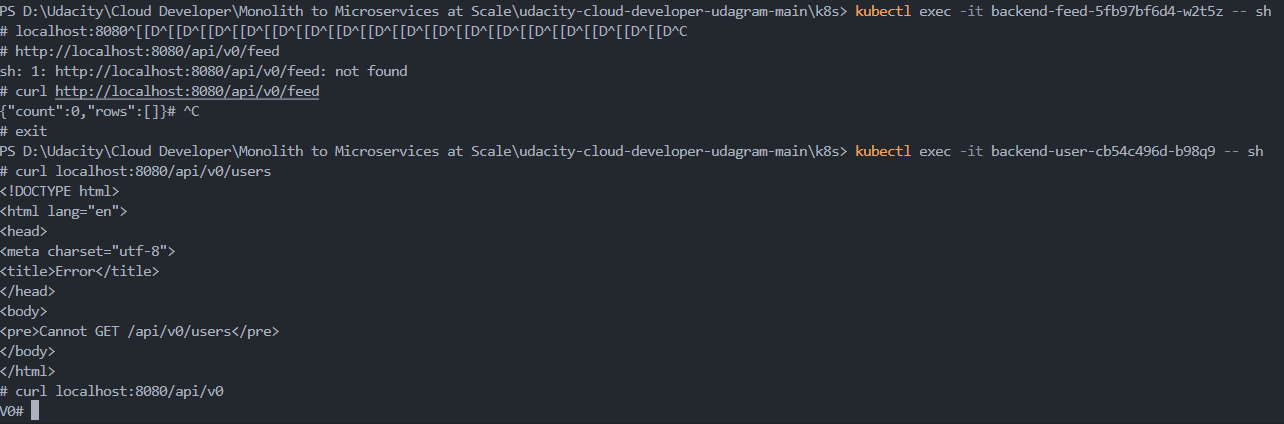 PS D:\Udacity\Cloud Developer\Monolith to Microservices at Scale\udacity-cloud-developer-udagram-main\k8s> kubectl exec -it backend-feed-5fb97bf6d4-w2t5z -- sh
# localhost:8080^[[D^[[D^[[D^[[D^[[D^[[D^[[D^[[D^[[D^[[D^[[D^[[D^[[D^[[D^[[D^C
# http://localhost:8080/api/v0/feed
sh: 1: http://localhost:8080/api/v0/feed: not found
# curl http://localhost:8080/api/v0/feed
{"count":0,"rows":[]}# ^C
# exit
PS D:\Udacity\Cloud Developer\Monolith to Microservices at Scale\udacity-cloud-developer-udagram-main\k8s> kubectl exec -it backend-user-cb54c496d-b98q9 -- sh
# curl localhost:8080/api/v0/users
<!DOCTYPE html>
<html lang="en">
<head>
<meta charset="utf-8">
<title>Error</title>
</head>
<body>
<pre>Cannot GET /api/v0/users</pre>
</body>
</html>
# curl localhost:8080/api/v0
V0#